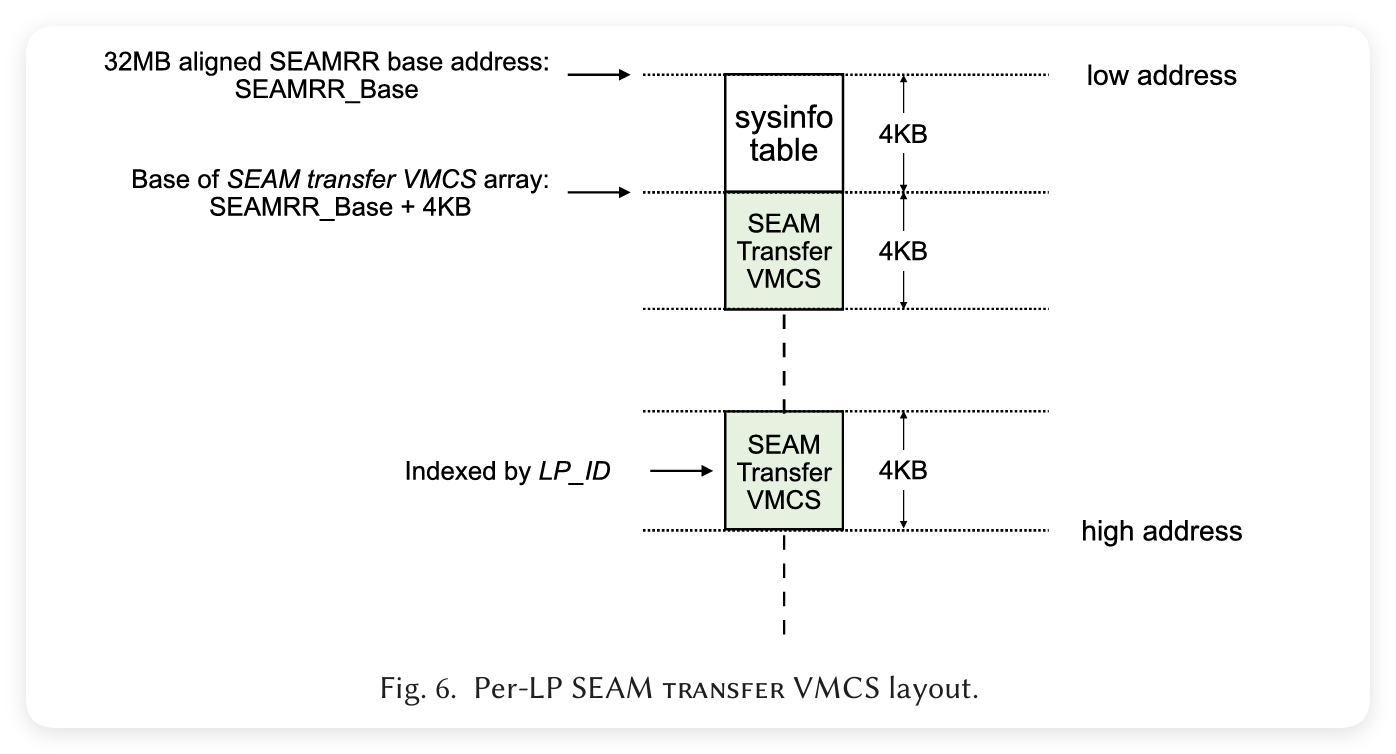 32MB aligned SEAMRR base address:
SEAMRR_Base
low address
sysinfo
table
4KB
Base of SEAM transfer VMCS array:
SEAMRR_Base + 4KB
SEAM
Transfer
VMCS
4KB
SEAM
Transfer
VMCS
4KB
Indexed by LP_ID
high address
Fig. 6. Per-LP SEAM TRANSFER VMCS layout.